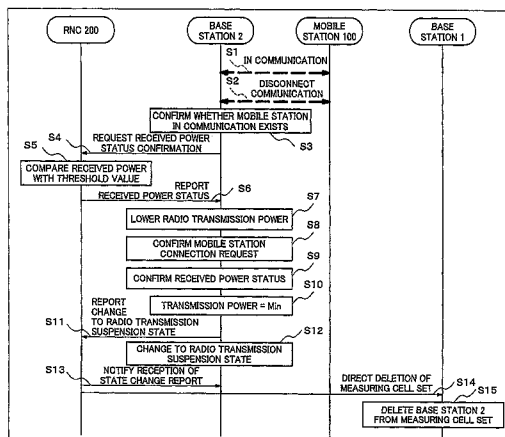 RNC 200
BASE
STATION 2
MOBILE
STATION 100
BASE
STATION 1
S1
IN COMMUNICATION
S2
DISCONNECT
COMMUNICATION
CONFIRM WHETHER MOBILE STATION
IN COMMUNICATION EXISTS
S3
S4
REQUEST RECEIVED POWER
STATUS CONFIRMATION
S5
COMPARE RECEIVED POWER
WITH THRESHOLD VALUE
REPORT
RECEIVED POWER STATUS
S6
S7
LOWER RADIO TRANSMISSION POWER
S8
CONFIRM MOBILE STATION
CONNECTION REQUEST
S9
CONFIRM RECEIVED POWER STATUS
S10
TRANSMISSION POWER = Min
REPORT
CHANGE
TO RADIO TRANSMISSION
SUSPENSION STATE
S11
S12
CHANGE TO RADIO TRANSMISSION
SUSPENSION STATE
S13
NOTIFY RECEPTION OF
STATE CHANGE REPORT
DIRECT DELETION OF
MEASURING CELL SET
S14
S15
DELETE BASE STATION 2
FROM MEASURING CELL SET